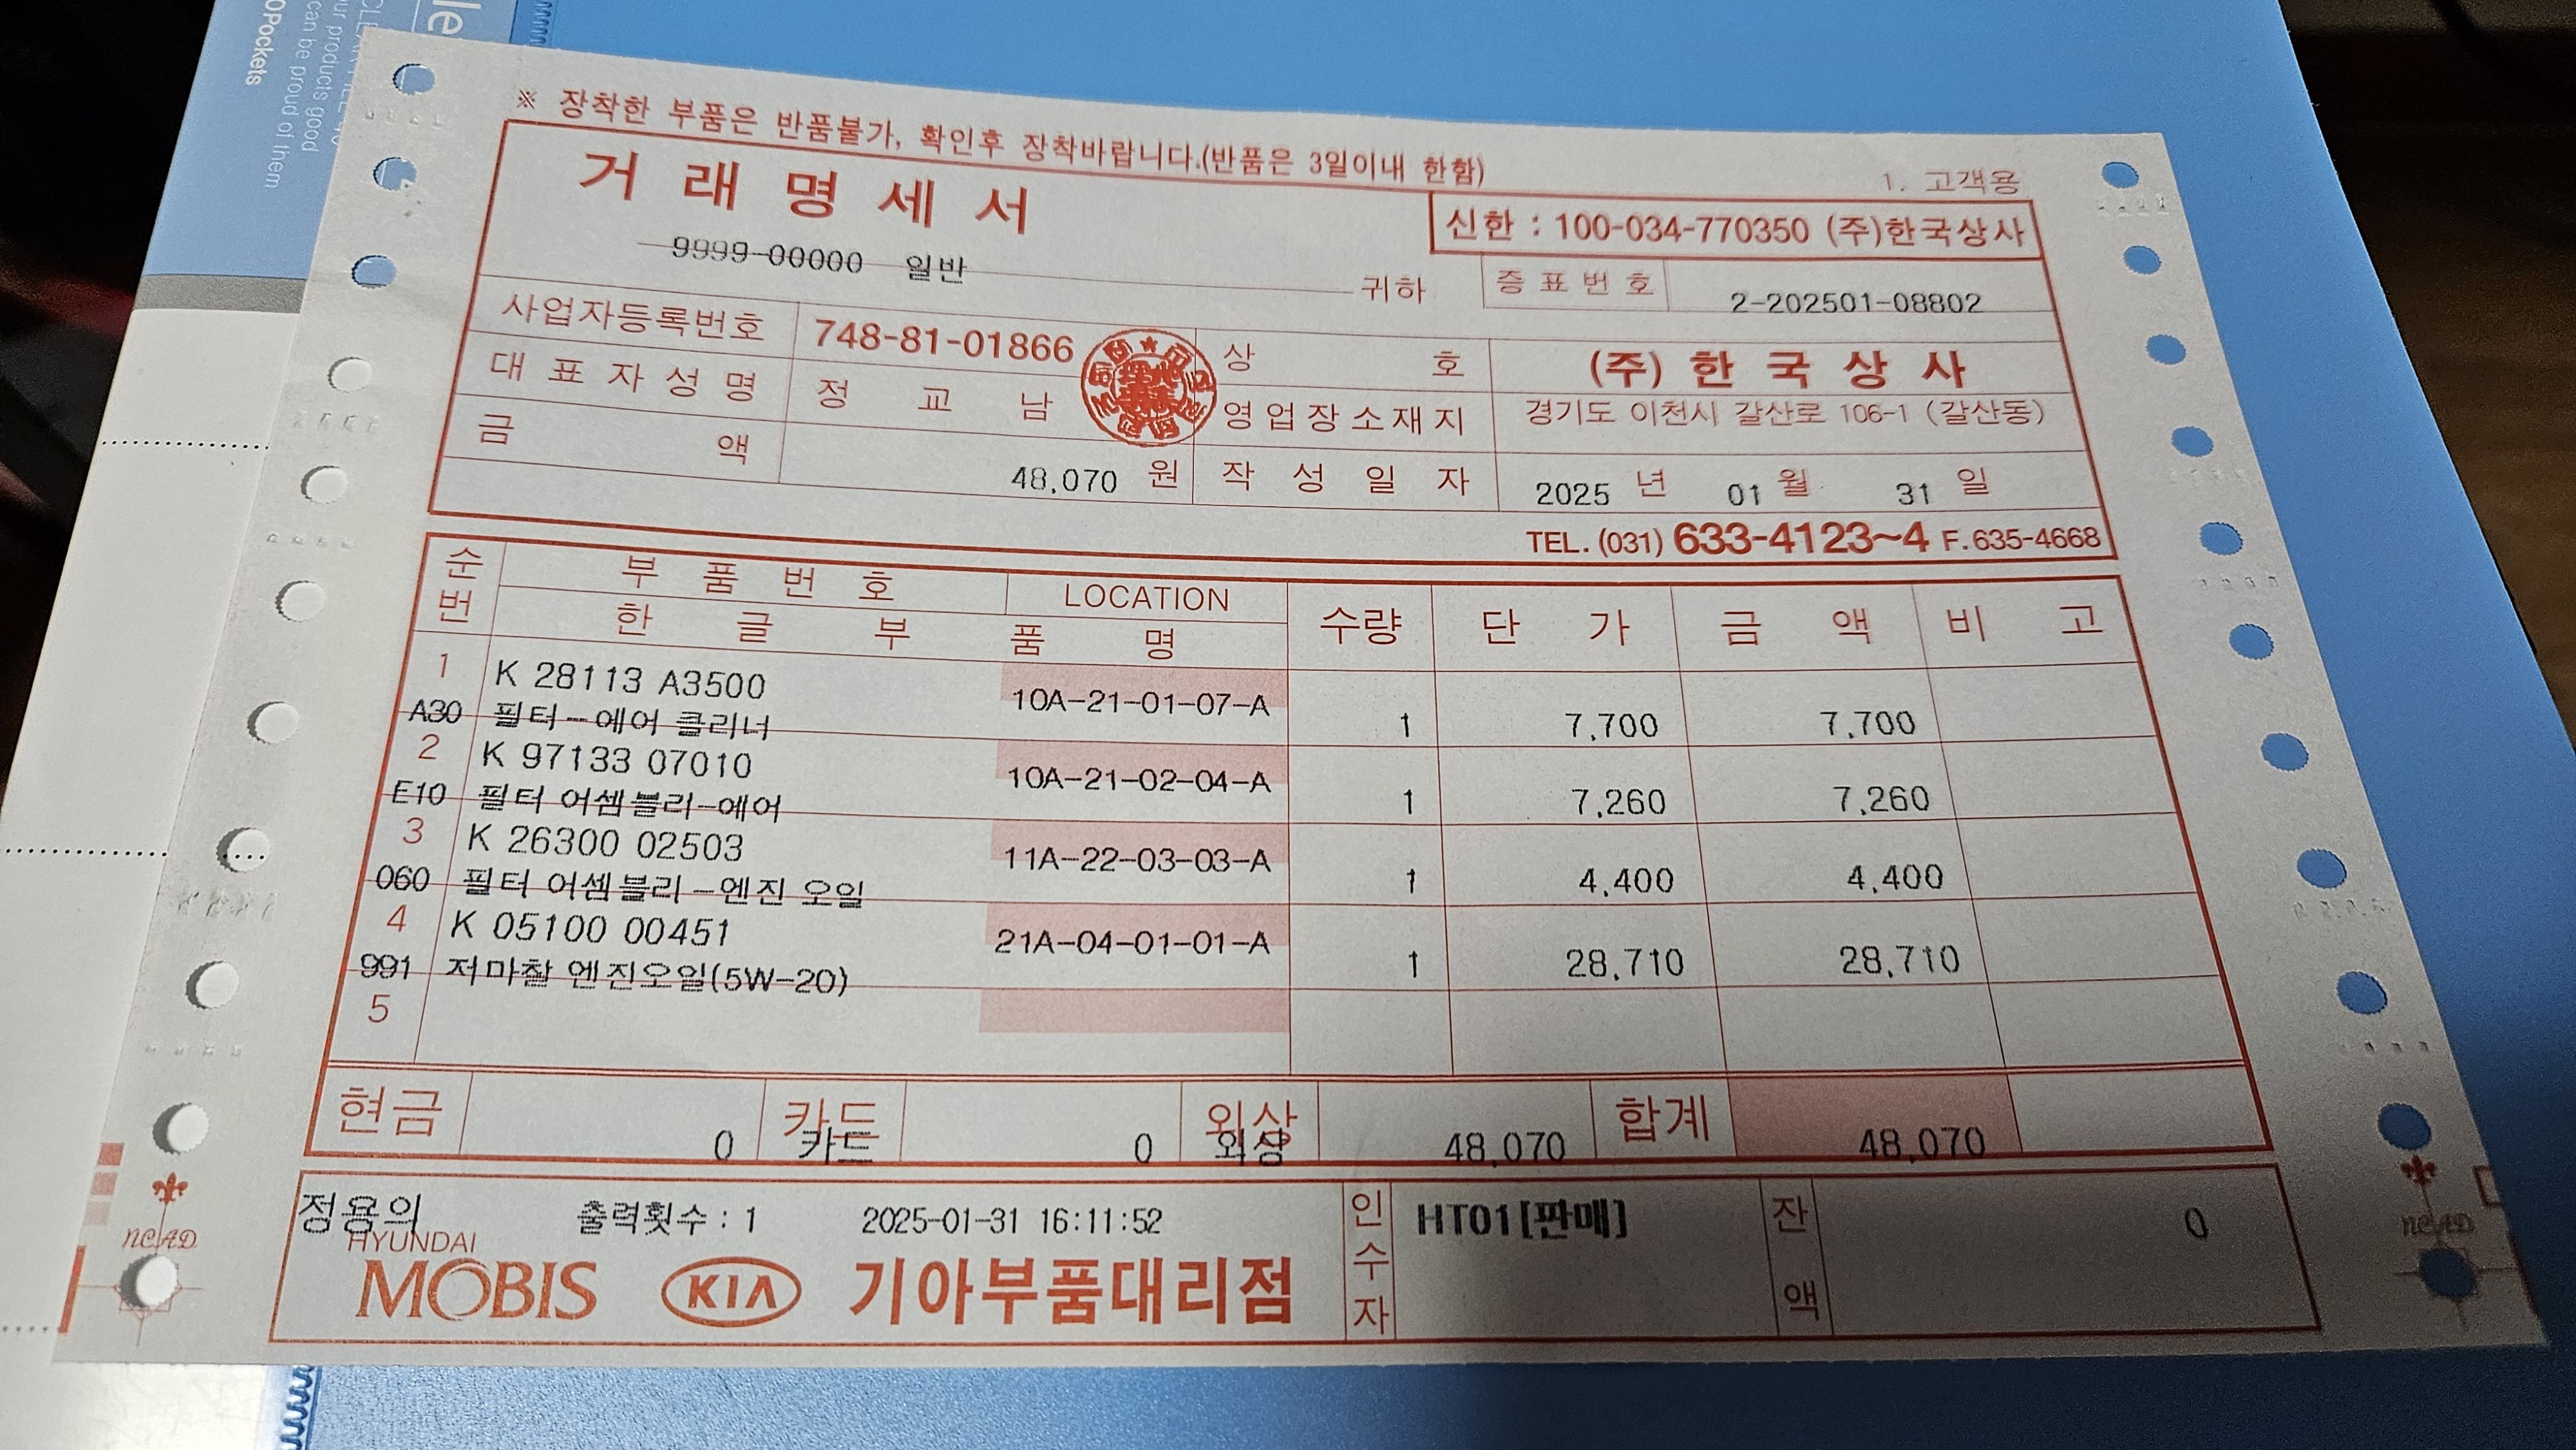 OPockets
can be proud of them
※ 장착한 부품은 반품불가, 확인후 장착바랍니다.(반품은 3일이내 한함)
1. 고객용
거래명세서
신한 : 100-034-770350 (주)한국상사
9999-00000 일반 귀하
증표번호 2-202501-08802
사업자등록번호 748-81-01866 상호 (주) 한국상사
대표자성명 정교남 영업장소재지 경기도 이천시 갈산로 106-1 (갈산동)
금액 48,070 원 작성일자 2025 년 01 월 31 일
TEL. (031) 633-4123~4 F. 635-4668
순번 부품번호 LOCATION 수량 단가 금액 비고
한글부품명
1 K 28113 A3500 10A-21-01-07-A
A30 필터--에어 클리너 1 7,700 7,700
2 K 97133 07010 10A-21-02-04-A
E10 필터 어셈블리-에어 1 7,260 7,260
3 K 26300 02503 11A-22-03-03-A
060 필터 어셈블리-엔진 오일 1 4,400 4,400
4 K 05100 00451 21A-04-01-01-A
991 저마찰 엔진오일(5W-20) 1 28,710 28,710
5
현금 0 카드 카드 0 외상 외상 48,070 합계 48,070
정용의 출력횟수 : 1 2025-01-31 16:11:52 인수자 HT01[판매] 잔액 0
HYUNDAI
MOBIS KIA 기아부품대리점